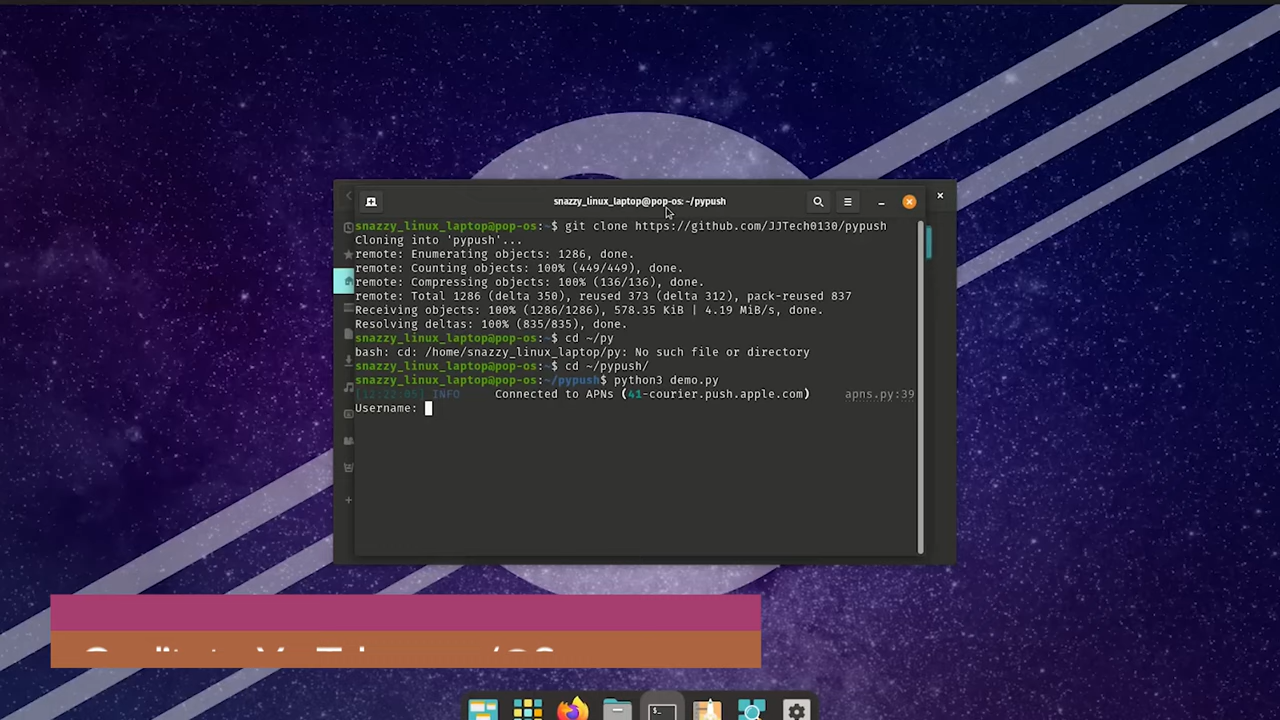 snazzy_linux_laptop@pop-os: ~/pypush
snazzy_linux_laptop@pop-os:~$ git clone https://github.com/JJTech0130/pypush
Cloning into 'pypush'...
remote: Enumerating objects: 1286, done.
remote: Counting objects: 100% (449/449), done.
remote: Compressing objects: 100% (136/136), done.
remote: Total 1286 (delta 350), reused 373 (delta 312), pack-reused 837
Receiving objects: 100% (1286/1286), 578.35 KiB | 4.19 MiB/s, done.
Resolving deltas: 100% (835/835), done.
snazzy_linux_laptop@pop-os:~$ cd ~/py
bash: cd: /home/snazzy_linux_laptop/py: No such file or directory
snazzy_linux_laptop@pop-os:~$ cd ~/pypush/
snazzy_linux_laptop@pop-os:~/pypush$ python3 demo.py
[12:22:05] INFO Connected to APNs (41-courier.push.apple.com) apns.py:39
Username: